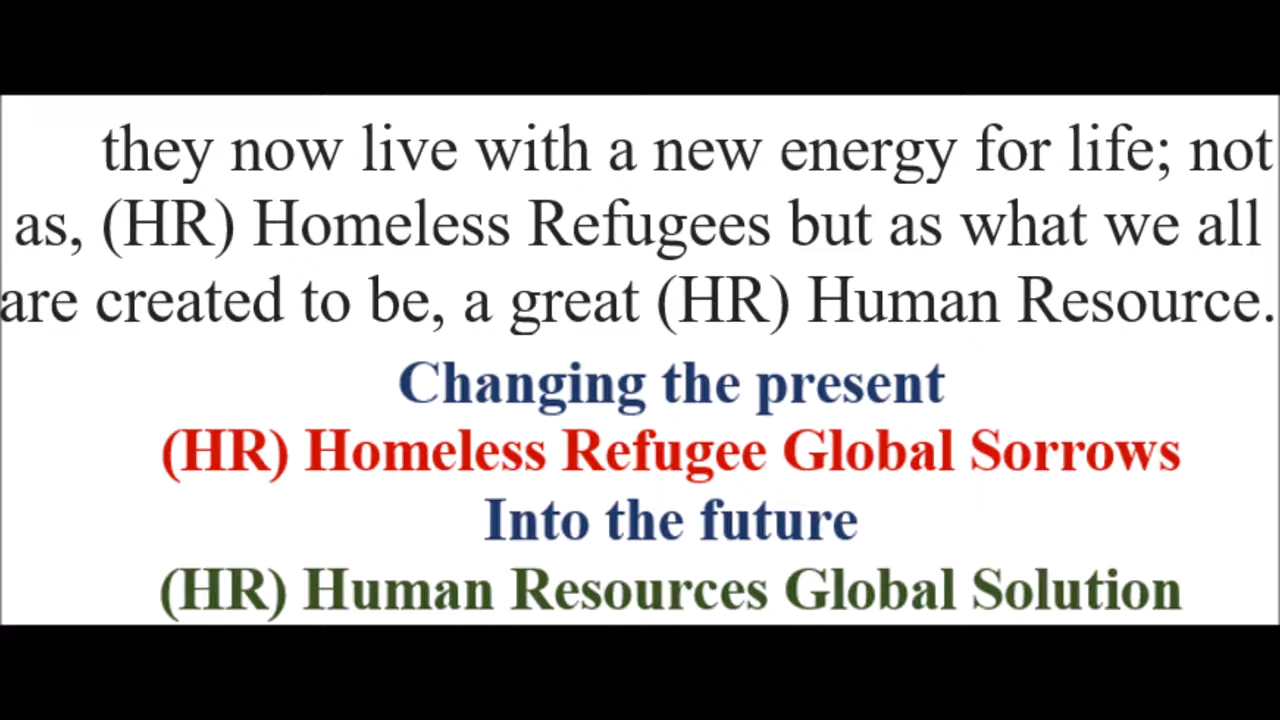 they now live with a new energy for life; not
as, (HR) Homeless Refugees but as what we all
are created to be, a great (HR) Human Resource.
Changing the present
(HR) Homeless Refugee Global Sorrows
Into the future
(HR) Human Resources Global Solution